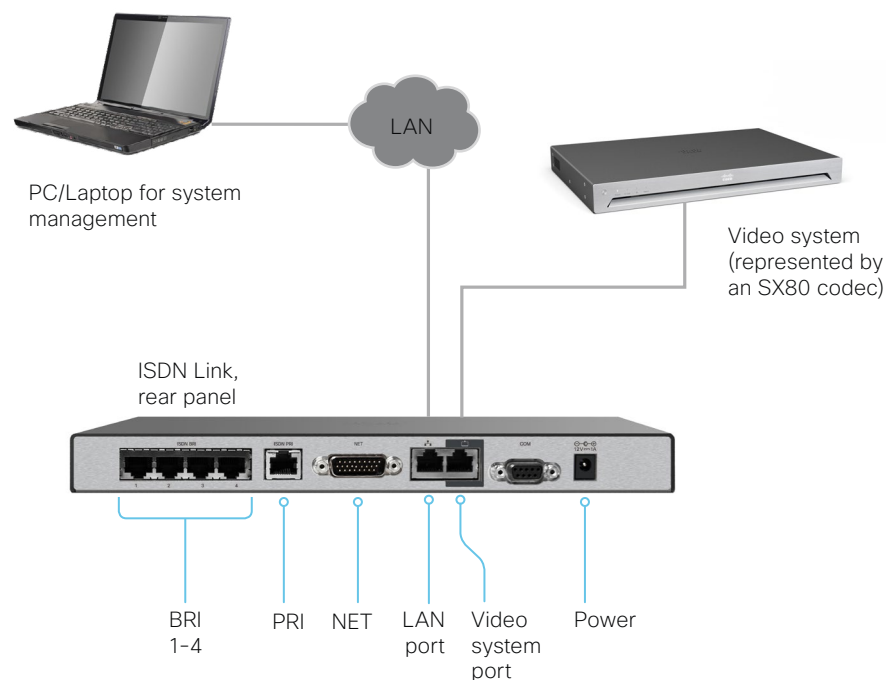 LAN
PC/Laptop for system
management
Video system
(represented by
an SX80 codec)
ISDN Link,
rear panel
ISDN BRI
ISDN PRI
NET
COM
12V⎓1A
1 2 3 4
BRI
1-4
PRI
NET
LAN
port
Video
system
port
Power